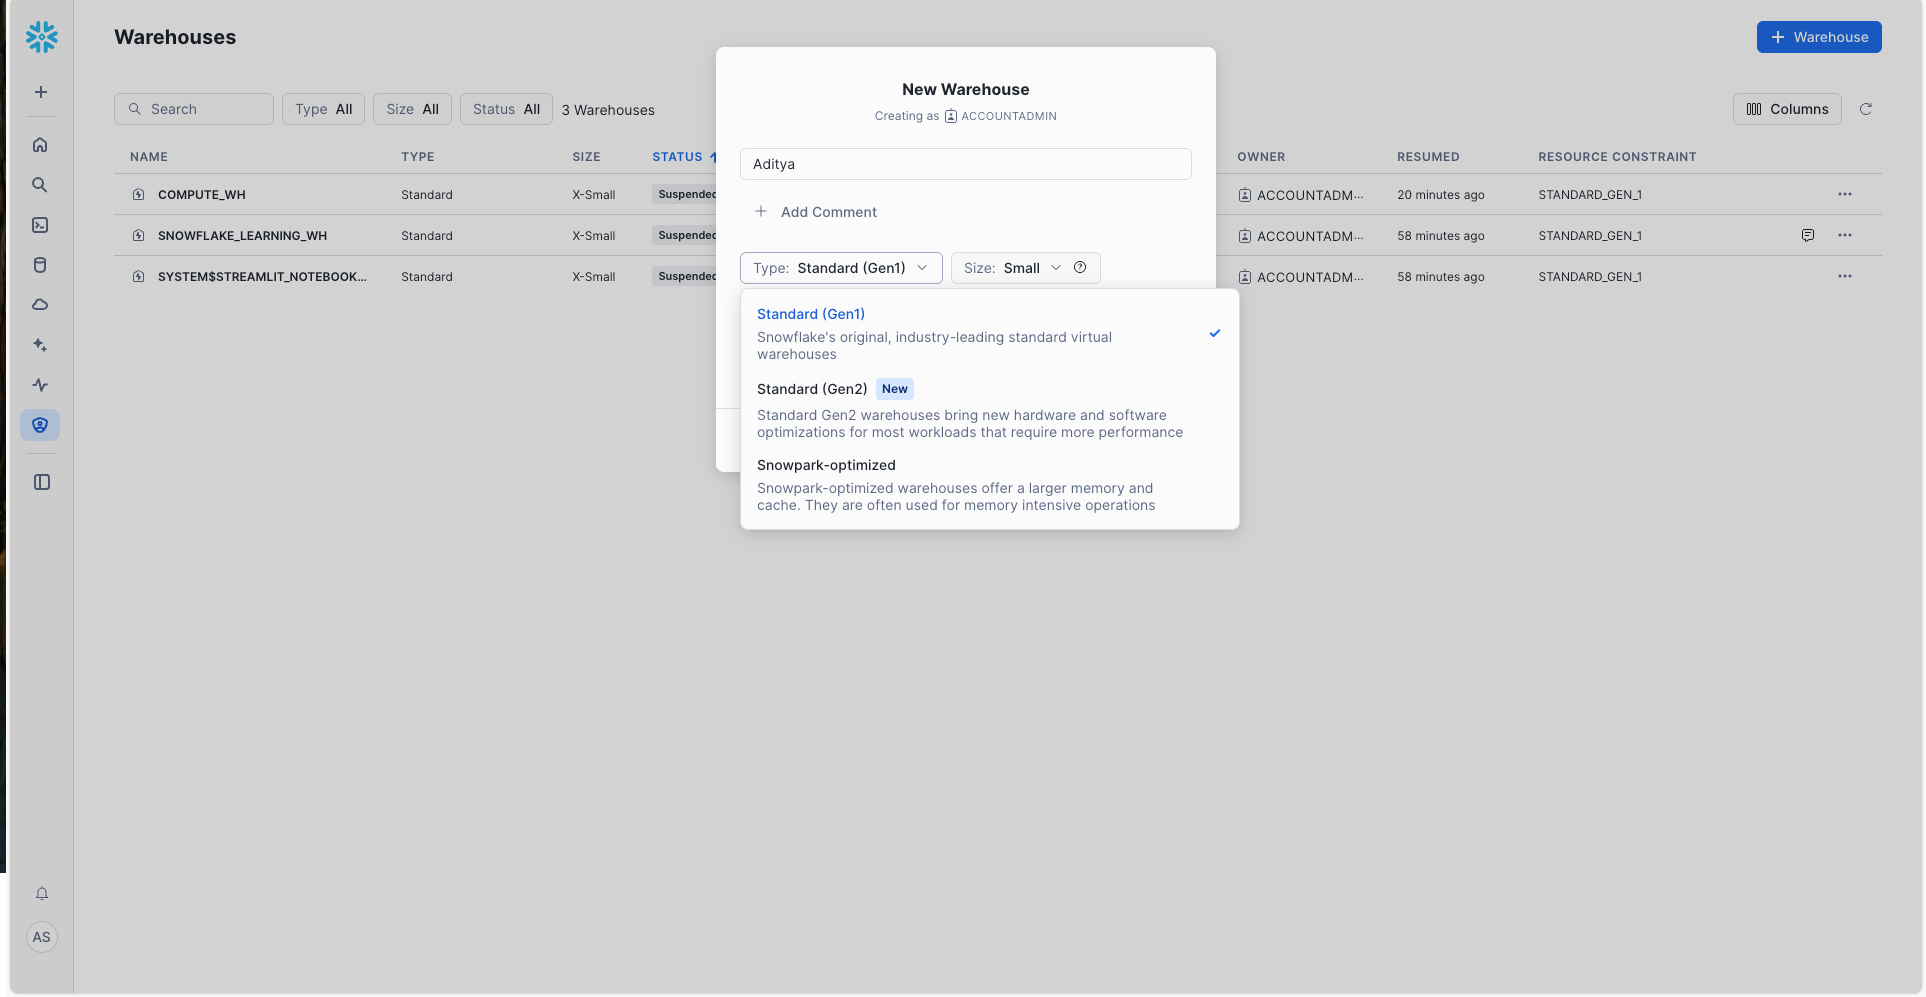 Warehouses
+ Warehouse
Search
Type All
Size All
Status All
3 Warehouses
Columns
NAME TYPE SIZE STATUS OWNER RESUMED RESOURCE CONSTRAINT
COMPUTE_WH Standard X-Small Suspended ACCOUNTADM... 20 minutes ago STANDARD_GEN_1
SNOWFLAKE_LEARNING_WH Standard X-Small Suspended ACCOUNTADM... 58 minutes ago STANDARD_GEN_1
SYSTEM$STREAMLIT_NOTEBOOK... Standard X-Small Suspended ACCOUNTADM... 58 minutes ago STANDARD_GEN_1
New Warehouse
Creating as ACCOUNTADMIN
Aditya
+ Add Comment
Type: Standard (Gen1)
Size: Small
Standard (Gen1)
Snowflake's original, industry-leading standard virtual
warehouses
Standard (Gen2) New
Standard Gen2 warehouses bring new hardware and software
optimizations for most workloads that require more performance
Snowpark-optimized
Snowpark-optimized warehouses offer a larger memory and
cache. They are often used for memory intensive operations
AS